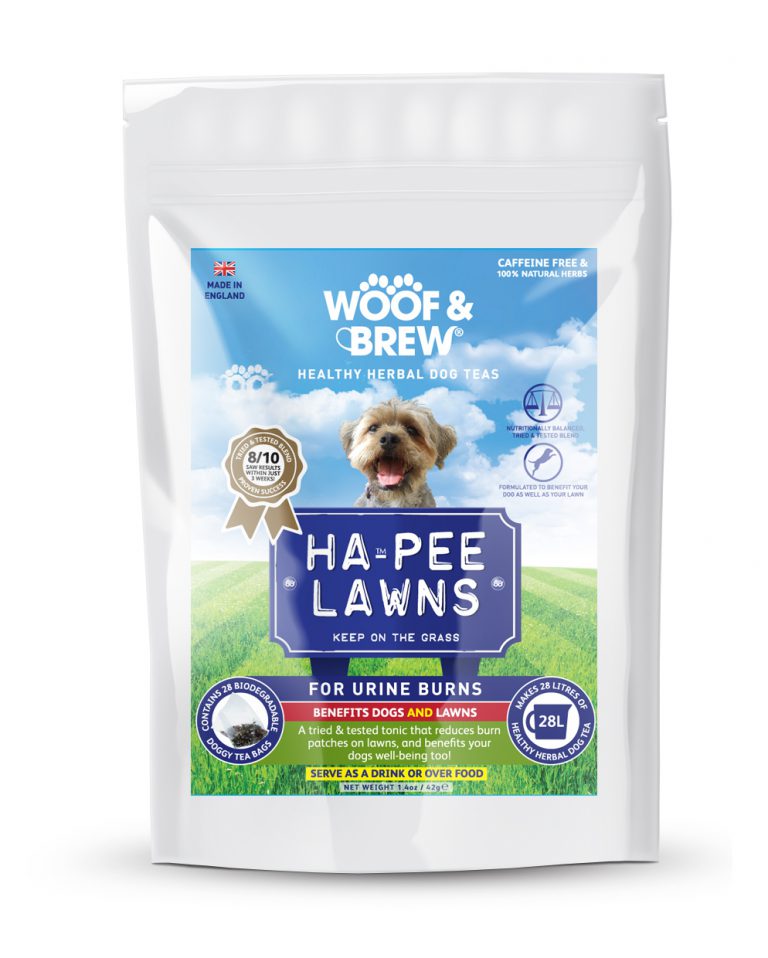 MADE IN
ENGLAND
CAFFEINE FREE &
100% NATURAL HERBS
WOOF &
BREW®
HEALTHY HERBAL DOG TEAS
NUTRITIONALLY BALANCED,
TRIED & TESTED BLEND
FORMULATED TO BENEFIT YOUR
DOG AS WELL AS YOUR LAWN
TRIED & TESTED BLEND
8/10
SAW RESULTS
WITHIN JUST
3 WEEKS!
PROVEN SUCCESS
HA-PEE™
LAWNS
KEEP ON THE GRASS
FOR URINE BURNS
BENEFITS DOGS AND LAWNS
A tried & tested tonic that reduces burn
patches on lawns, and benefits your
dogs well-being too!
SERVE AS A DRINK OR OVER FOOD
NET WEIGHT 1.4oz / 42g℮
CONTAINS 28 BIODEGRADABLE
DOGGY TEA BAGS
MAKES 28 LITRES OF
28L
HEALTHY HERBAL DOG TEA